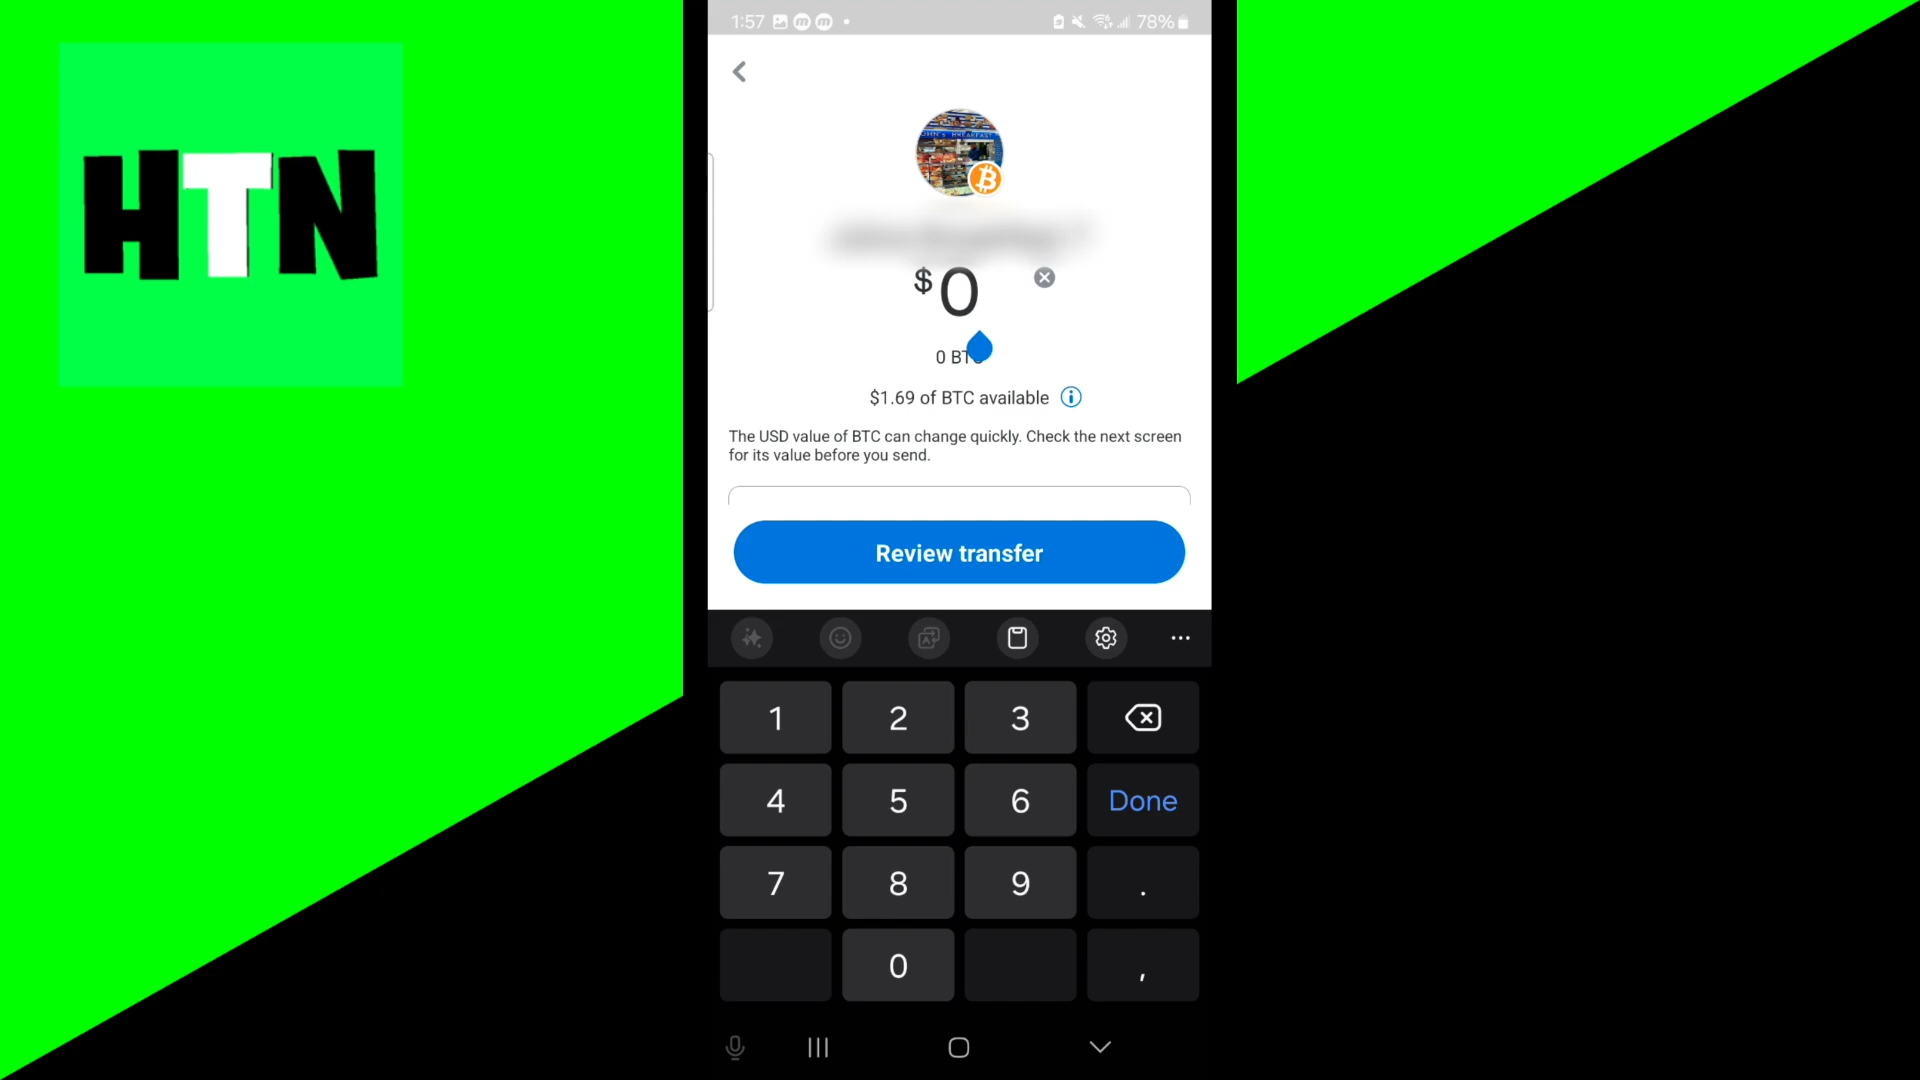 HTN
1:57
78%
$0
0 BTC
$1.69 of BTC available
The USD value of BTC can change quickly. Check the next screen
for its value before you send.
Review transfer
1 2 3
4 5 6 Done
7 8 9 .
0 ,